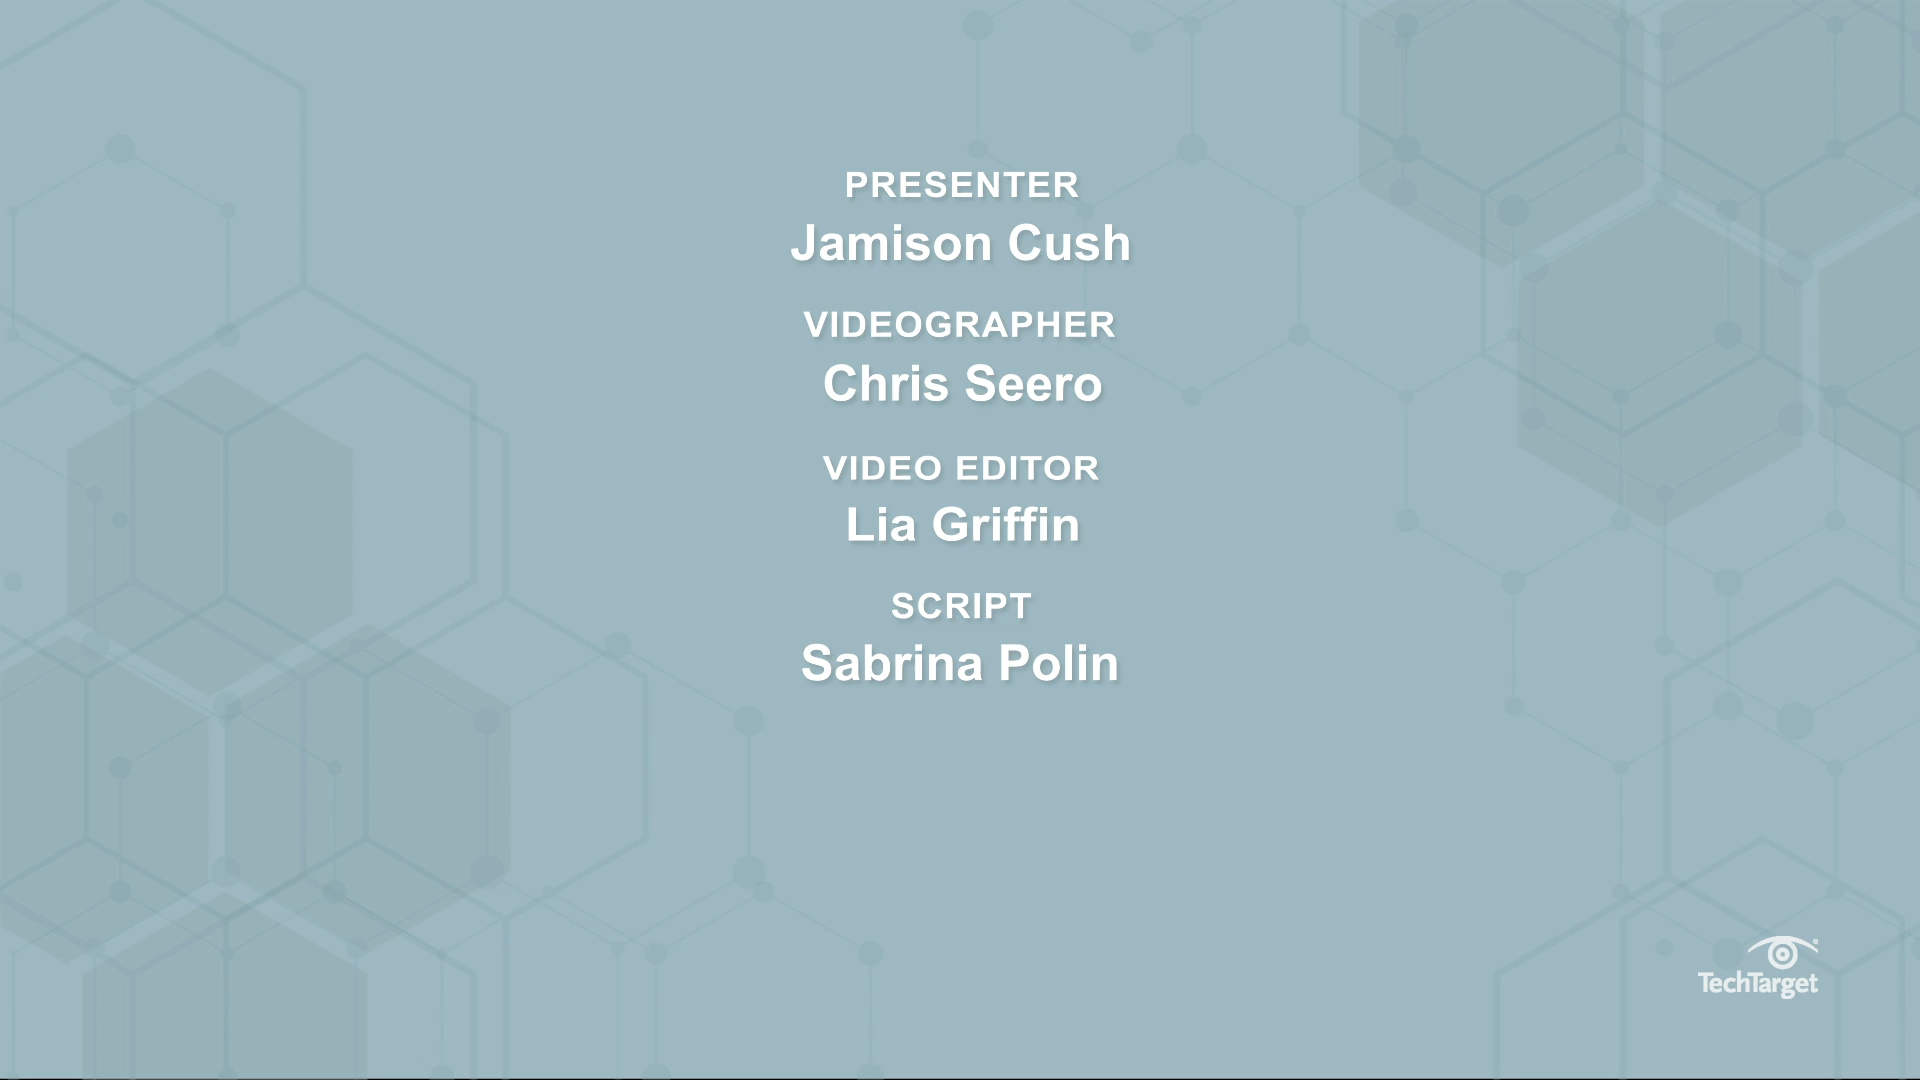 PRESENTER
Jamison Cush
VIDEOGRAPHER
Chris Seero
VIDEO EDITOR
Lia Griffin
SCRIPT
Sabrina Polin
TechTarget